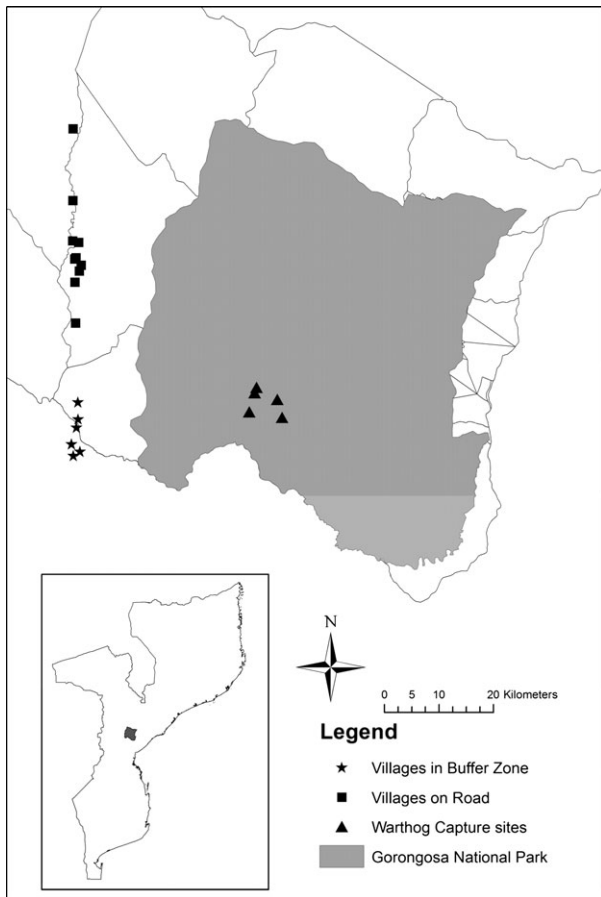 N
0 5 10 20 Kilometers
Legend
Villages in Buffer Zone
Villages on Road
Warthog Capture sites
Gorongosa National Park